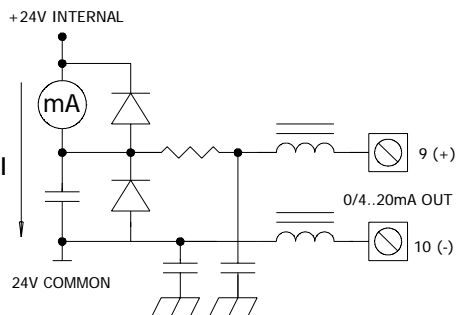 +24V INTERNAL
mA
I
9 (+)
0/4..20mA OUT
10 (-)
24V COMMON